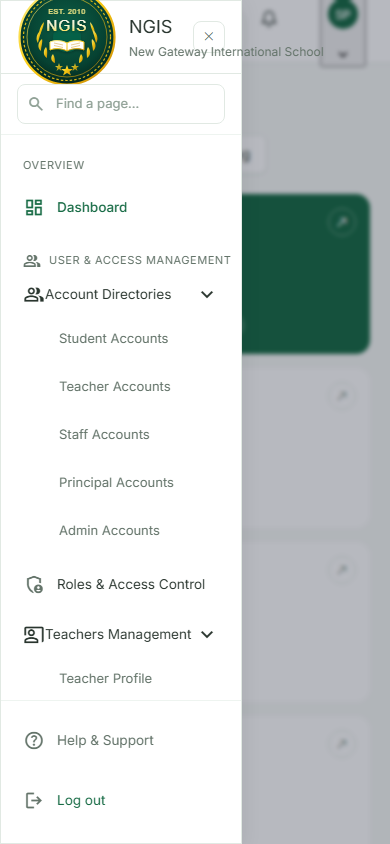 EST. 2010
NGIS
NGIS
New Gateway International School
Find a page...
OVERVIEW
Dashboard
USER & ACCESS MANAGEMENT
Account Directories
Student Accounts
Teacher Accounts
Staff Accounts
Principal Accounts
Admin Accounts
Roles & Access Control
Teachers Management
Teacher Profile
Help & Support
Log out